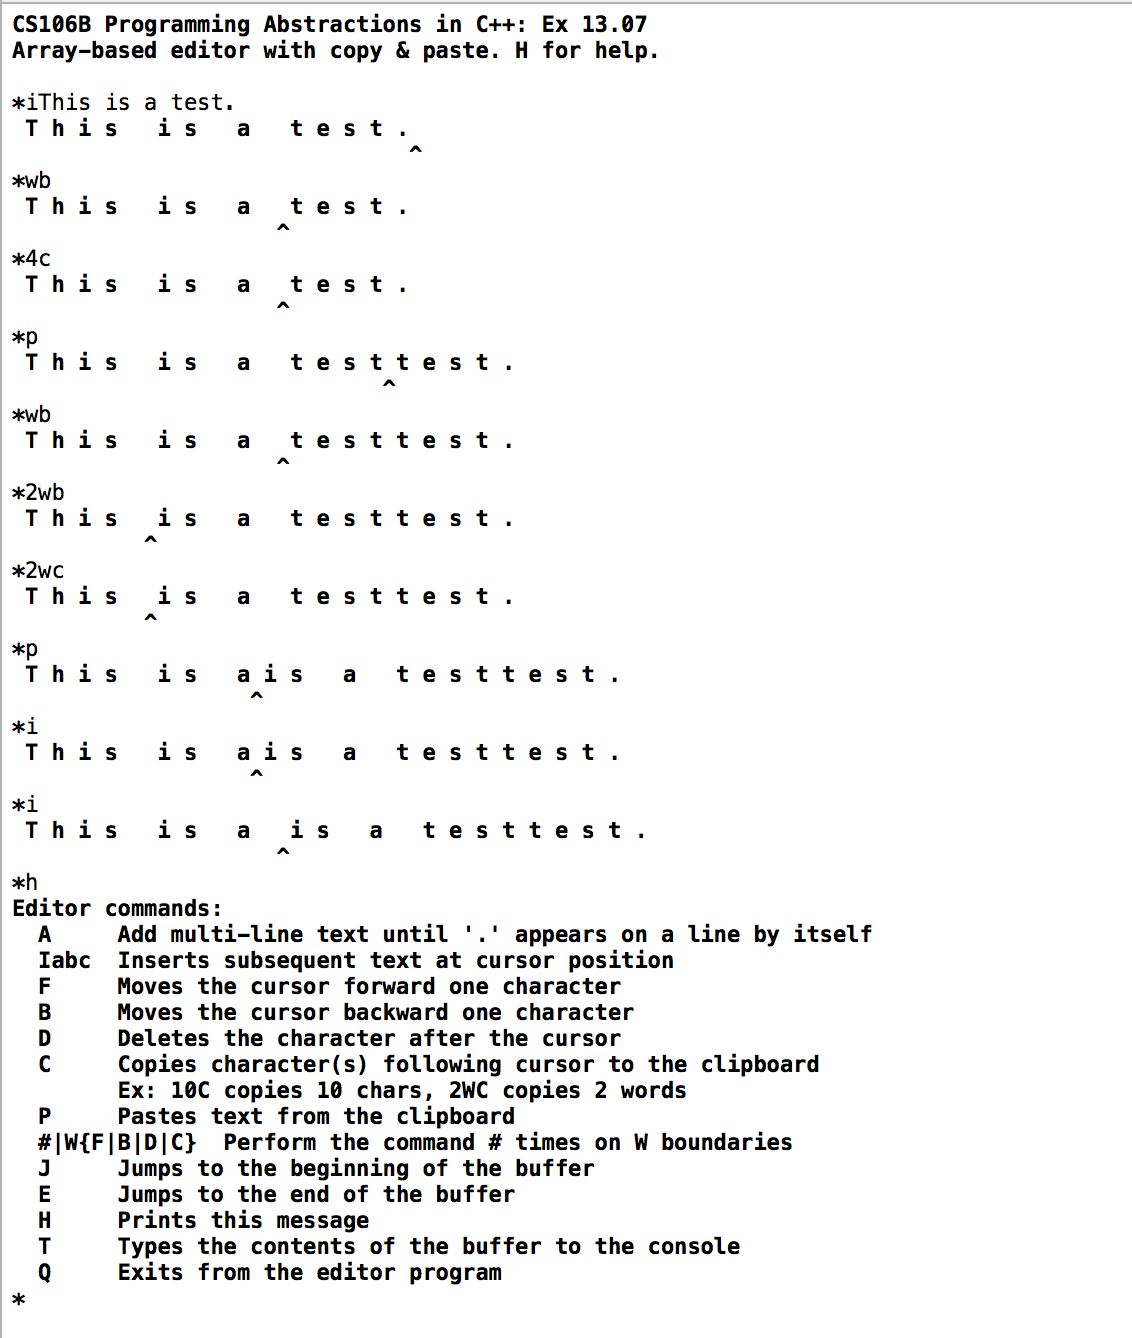 CS106B Programming Abstractions in C++: Ex 13.07
Array-based editor with copy & paste. H for help.

*iThis is a test.
 T h i s   i s   a   t e s t .
                              ^
*wb
 T h i s   i s   a   t e s t .
                    ^
*4c
 T h i s   i s   a   t e s t .
                    ^
*p
 T h i s   i s   a   t e s t t e s t .
                            ^
*wb
 T h i s   i s   a   t e s t t e s t .
                    ^
*2wb
 T h i s   i s   a   t e s t t e s t .
          ^
*2wc
 T h i s   i s   a   t e s t t e s t .
          ^
*p
 T h i s   i s   a i s   a   t e s t t e s t .
                  ^
*i
 T h i s   i s   a i s   a   t e s t t e s t .
                  ^
*i
 T h i s   i s   a   i s   a   t e s t t e s t .
                    ^
*h
Editor commands:
  A     Add multi-line text until '.' appears on a line by itself
  Iabc  Inserts subsequent text at cursor position
  F     Moves the cursor forward one character
  B     Moves the cursor backward one character
  D     Deletes the character after the cursor
  C     Copies character(s) following cursor to the clipboard
        Ex: 10C copies 10 chars, 2WC copies 2 words
  P     Pastes text from the clipboard
  #|W{F|B|D|C}  Perform the command # times on W boundaries
  J     Jumps to the beginning of the buffer
  E     Jumps to the end of the buffer
  H     Prints this message
  T     Types the contents of the buffer to the console
  Q     Exits from the editor program
*